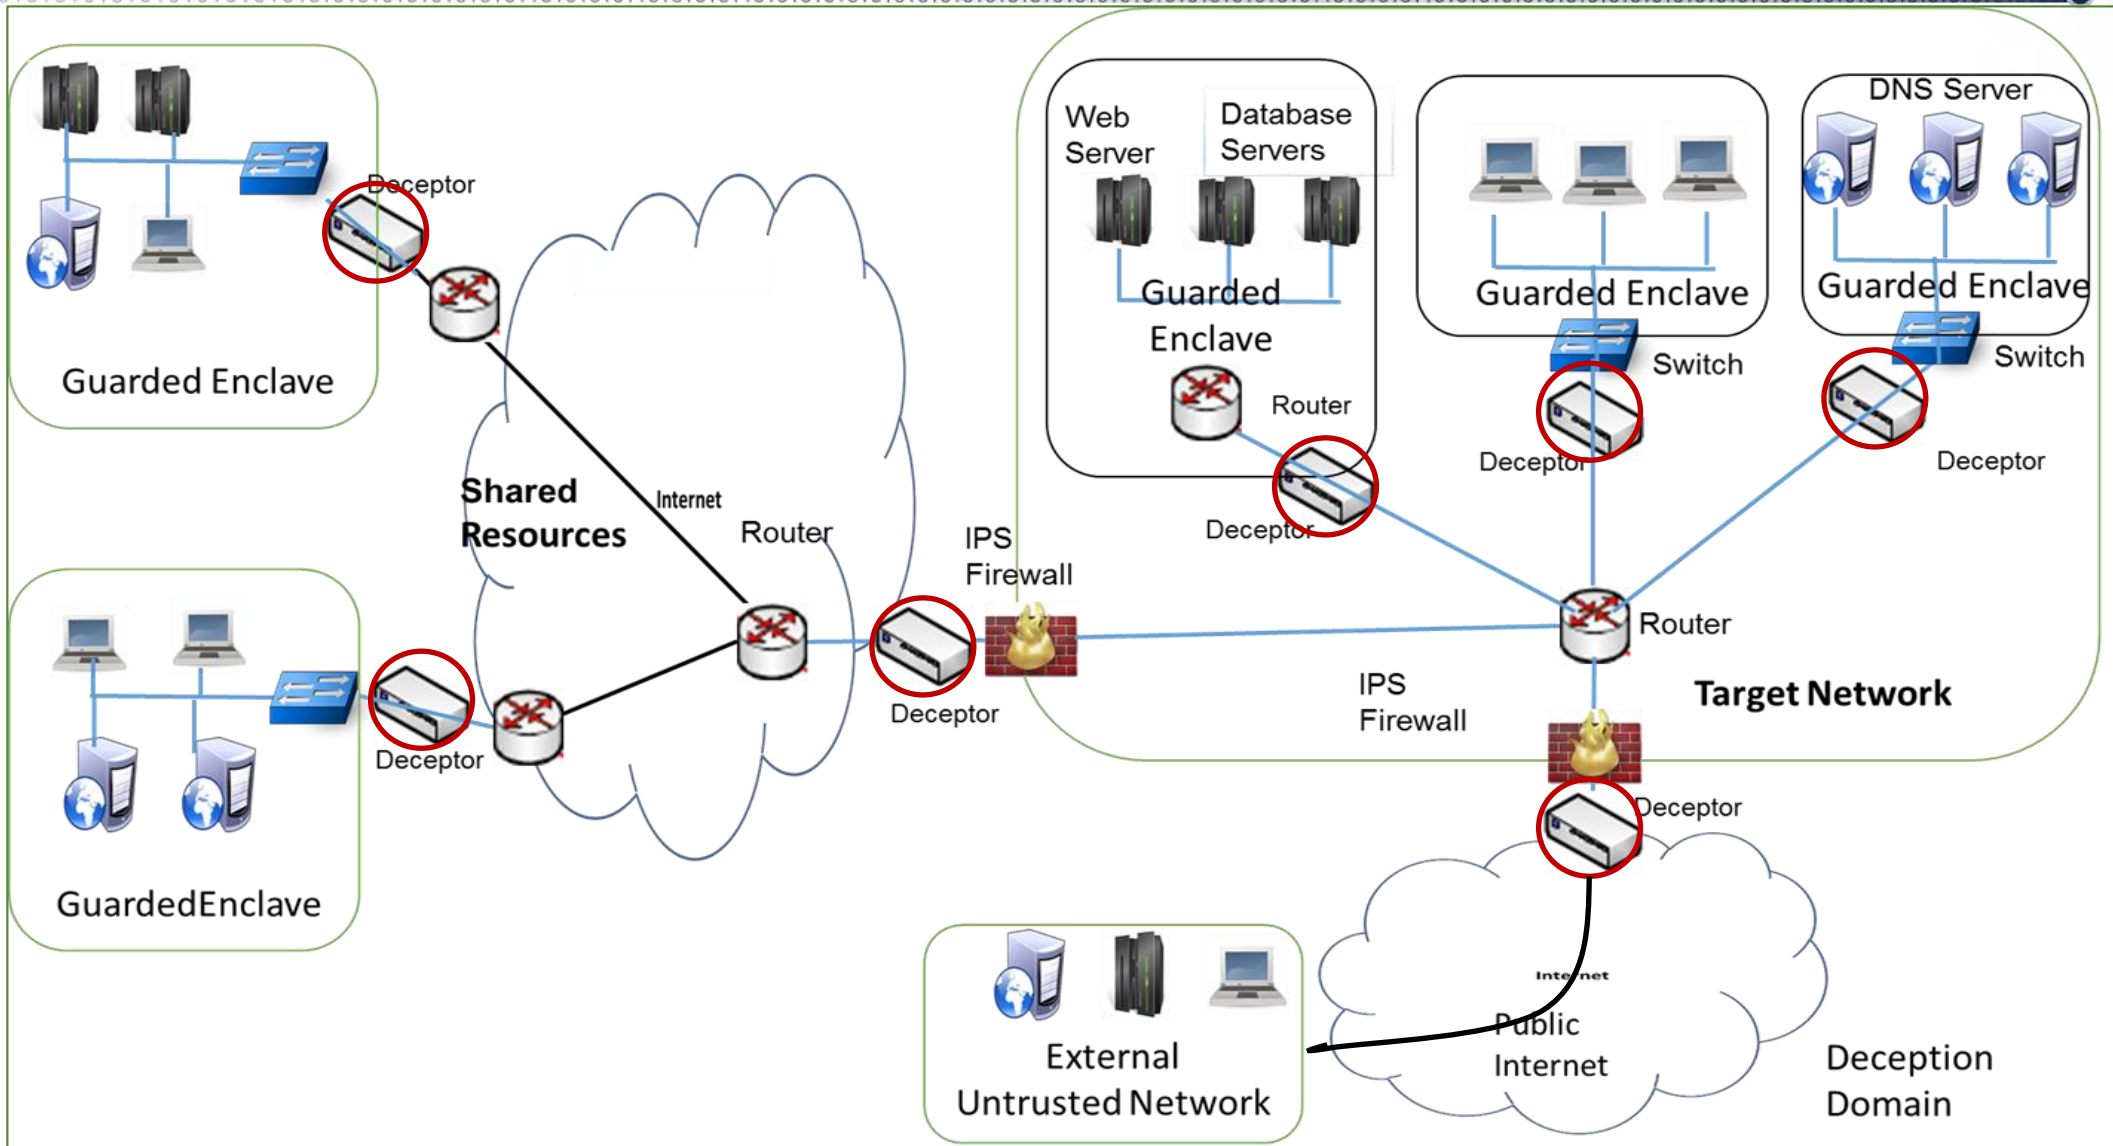 Deceptor
Guarded Enclave
Shared
Resources
Internet
Router
IPS
Firewall
Deceptor
Deceptor
GuardedEnclave
Web
Server
Database
Servers
Guarded
Enclave
Router
Deceptor
Guarded Enclave
Switch
Deceptor
DNS Server
Guarded Enclave
Switch
Deceptor
Router
Target Network
IPS
Firewall
Deceptor
Internet
Public
Internet
External
Untrusted Network
Deception
Domain